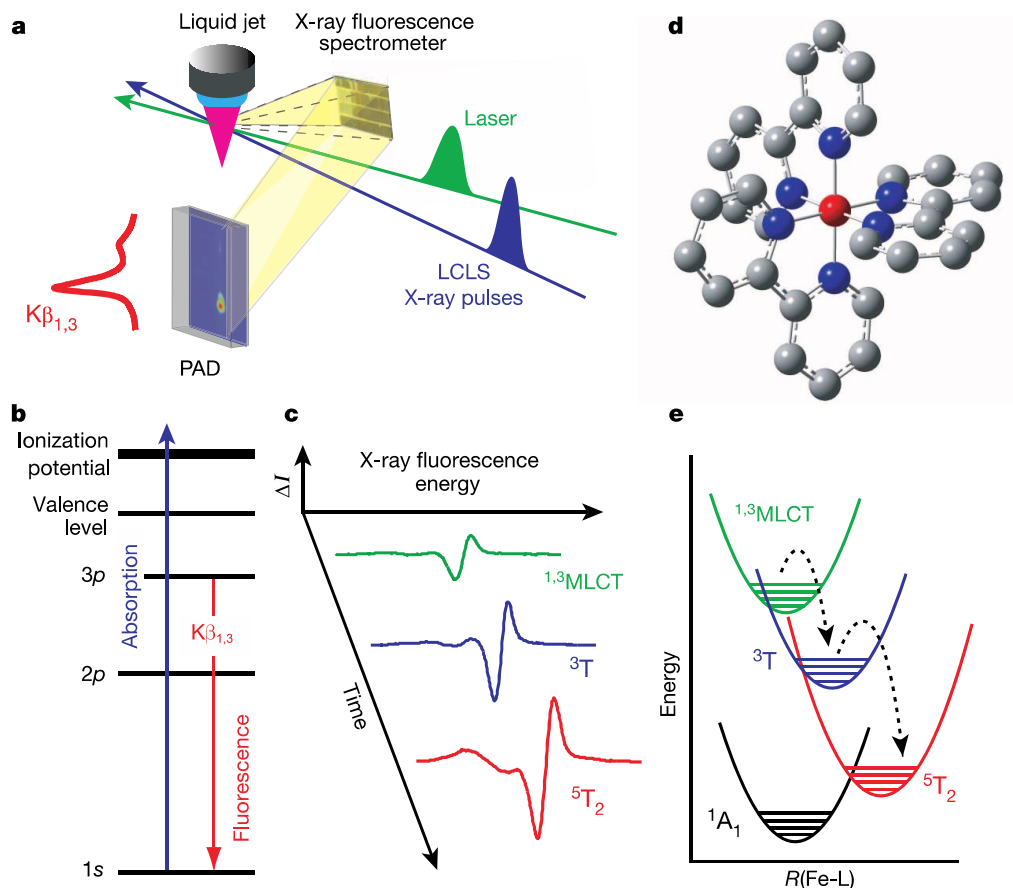 a
Liquid jet
X-ray fluorescence
spectrometer
Laser
LCLS
X-ray pulses
Kβ1,3
PAD
b
Ionization
potential
Valence
level
3p
Absorption
Kβ1,3
2p
Fluorescence
1s
c
ΔI
X-ray fluorescence
energy
1,3MLCT
3T
Time
5T2
d
e
Energy
1,3MLCT
3T
5T2
1A1
R(Fe-L)